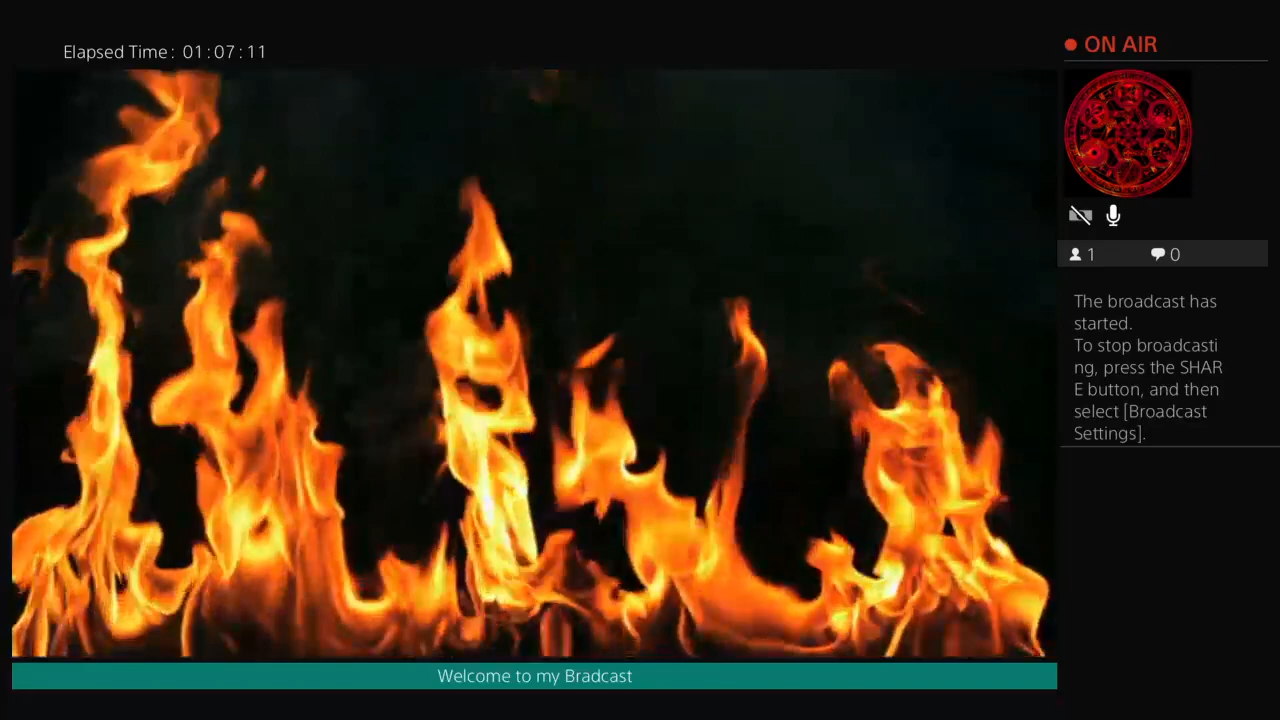 Elapsed Time: 01:07:11
ON AIR
1
0
The broadcast has
started.
To stop broadcasti
ng, press the SHAR
E button, and then
select [Broadcast
Settings].
Welcome to my Bradcast